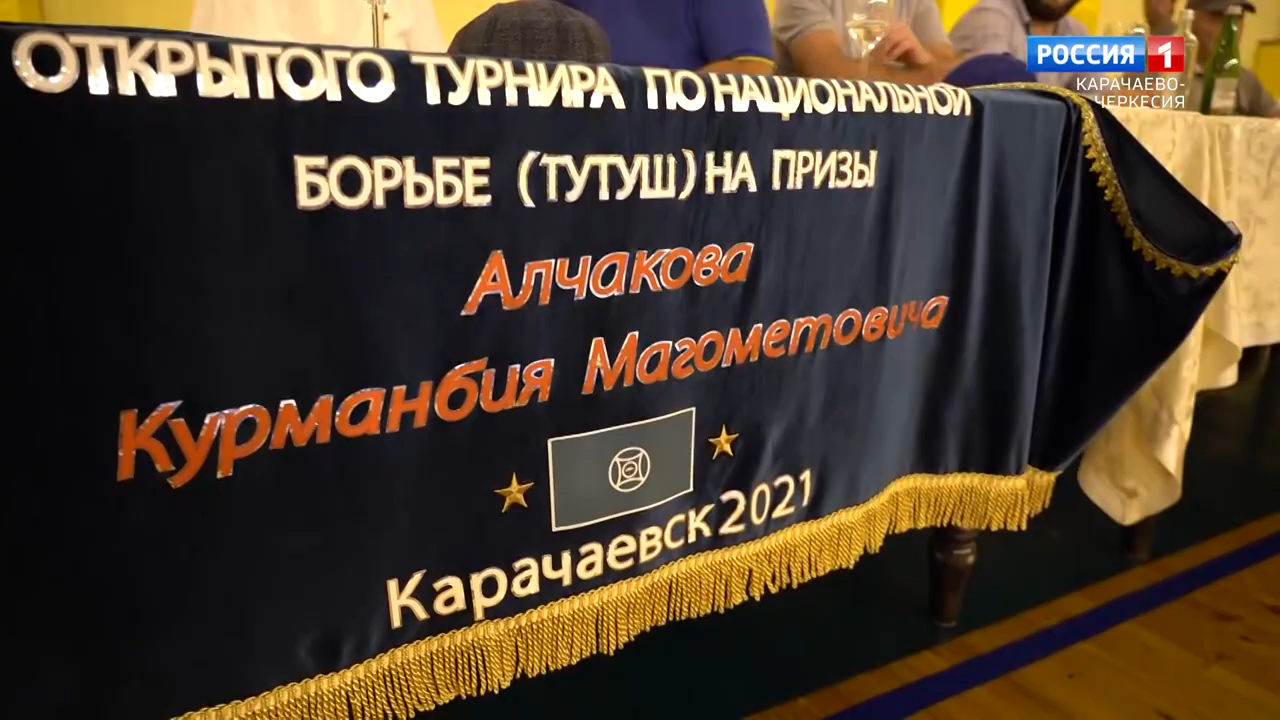 ОТКРЫТОГО ТУРНИРА ПО НАЦИОНАЛЬНОЙ
БОРЬБЕ (ТУТУШ) НА ПРИЗЫ
Алчакова
Курманбия Магометовича
Карачаевск 2021
РОССИЯ 1
КАРАЧАЕВО-
ЧЕРКЕСИЯ